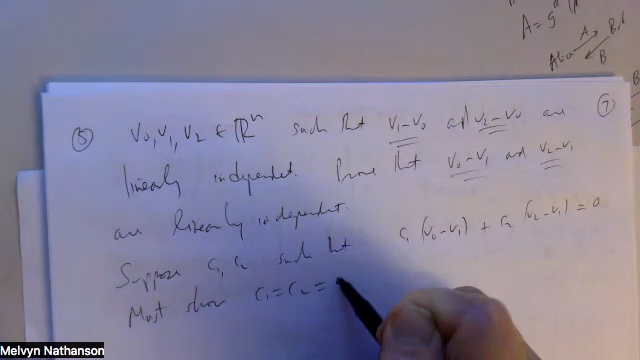 A = g^a
A
Alice Bob
B
B
⑤ v0, v1, v2 ∈ ℝ^n such that v1-v0 and v2-v0 are ⑦
linearly independent. Prove that v0-v1 and v2-v1
are linearly independent.
Suppose c1, c2 such that c1(v0-v1) + c2(v2-v1) = 0
Must show c1 = c2 =
Melvyn Nathanson